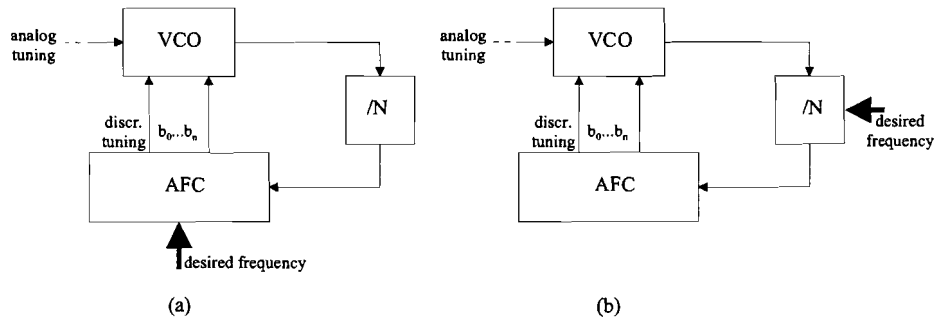 analog
tuning
VCO
/N
discr.
tuning
b₀...bₙ
AFC
desired frequency
(a)
analog
tuning
VCO
/N
desired
frequency
discr.
tuning
b₀...bₙ
AFC
(b)